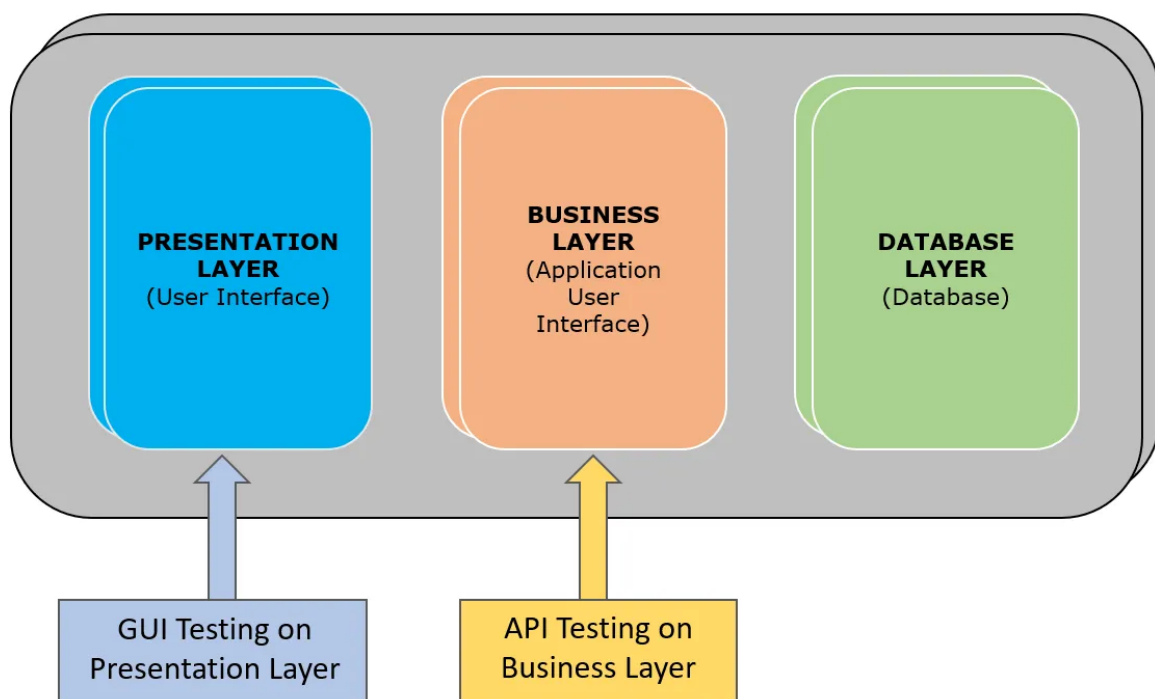 PRESENTATION
LAYER
(User Interface)
BUSINESS
LAYER
(Application
User
Interface)
DATABASE
LAYER
(Database)
GUI Testing on
Presentation Layer
API Testing on
Business Layer